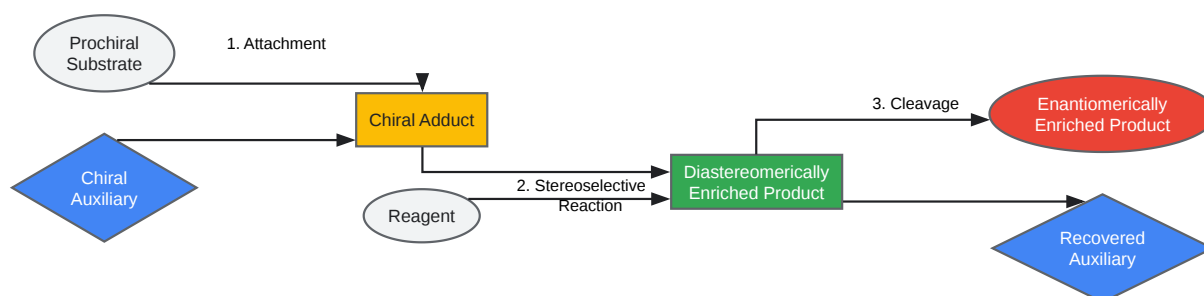 Prochiral
Substrate
1. Attachment
Chiral Adduct
Chiral
Auxiliary
Reagent
2. Stereoselective
Reaction
Diastereomerically
Enriched Product
3. Cleavage
Enantiomerically
Enriched Product
Recovered
Auxiliary